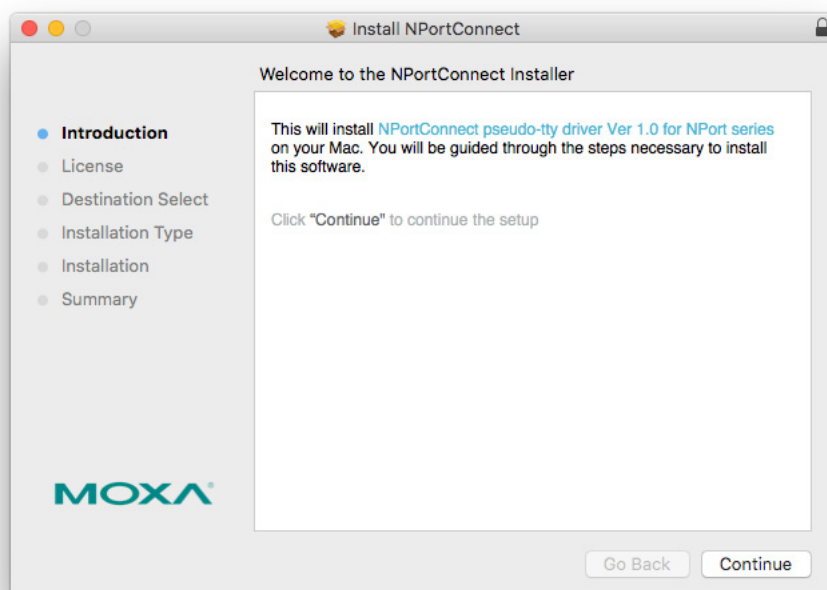 Install NPortConnect
Welcome to the NPortConnect Installer
Introduction
License
Destination Select
Installation Type
Installation
Summary
This will install NPortConnect pseudo-tty driver Ver 1.0 for NPort series
on your Mac. You will be guided through the steps necessary to install
this software.
Click "Continue" to continue the setup
MOXA®
Go Back
Continue